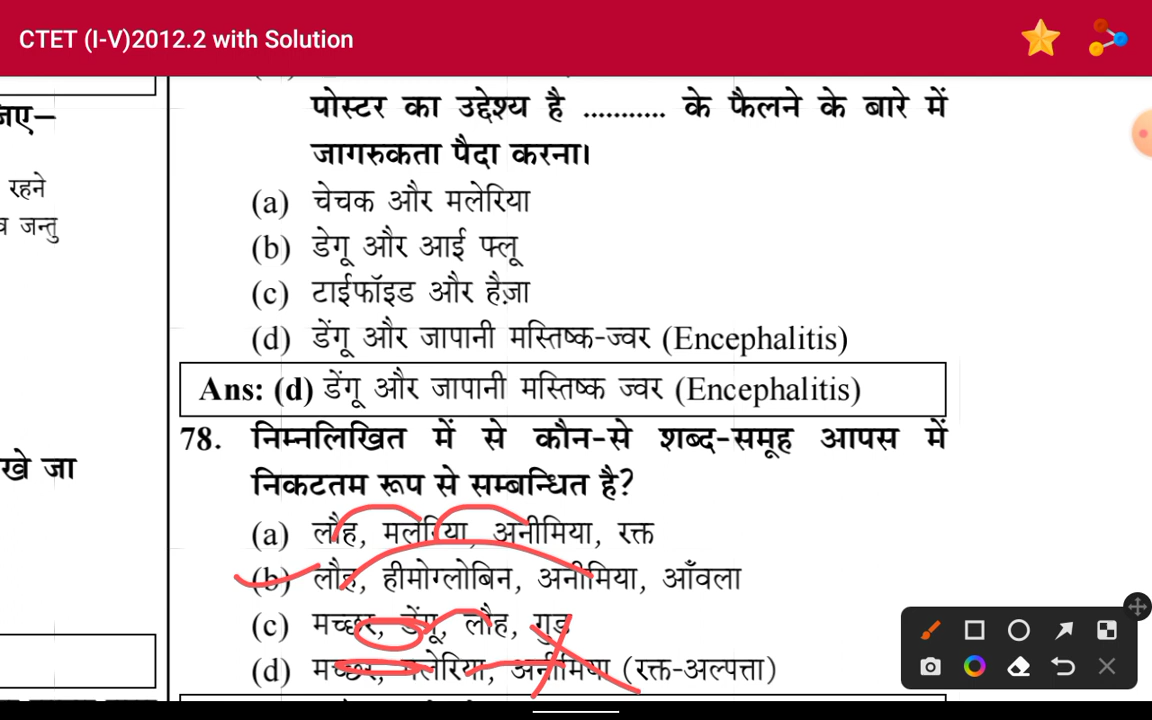 CTET (I-V)2012.2 with Solution
जिए–
रहने
व जन्तु
खे जा
पोस्टर का उद्देश्य है ........... के फैलने के बारे में
जागरुकता पैदा करना।
(a) चेचक और मलेरिया
(b) डेगू और आई फ्लू
(c) टाईफॉइड और हैज़ा
(d) डेंगू और जापानी मस्तिष्क-ज्वर (Encephalitis)
Ans: (d) डेंगू और जापानी मस्तिष्क ज्वर (Encephalitis)
78. निम्नलिखित में से कौन-से शब्द-समूह आपस में
निकटतम रूप से सम्बन्धित है?
(a) लौह, मलेरिया, अनीमिया, रक्त
(b) लौह, हीमोग्लोबिन, अनीमिया, आँवला
(c) मच्छर, डेंगू, लौह, गुड़
(d) मच्छर, मलेरिया, अनीमिया (रक्त-अल्पत्ता)